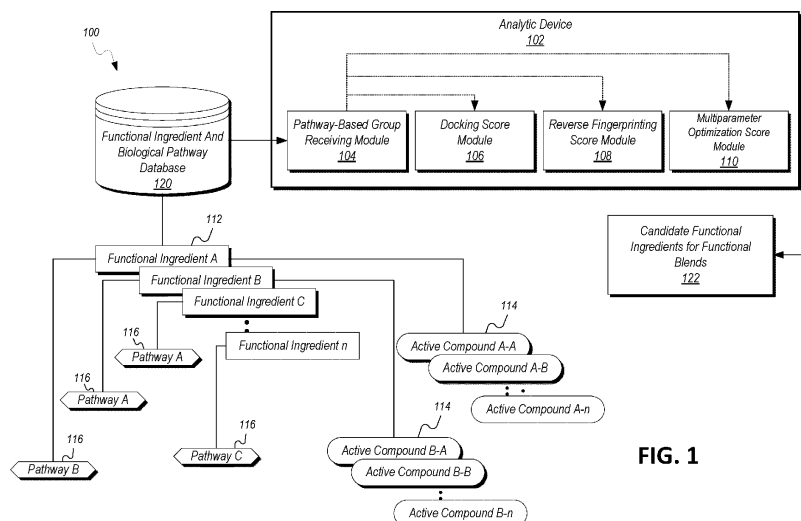 Analytic Device
102
100
Functional Ingredient And
Biological Pathway
Database
120
Pathway-Based Group
Receiving Module
104
Docking Score
Module
106
Reverse Fingerprinting
Score Module
108
Multiparameter
Optimization Score
Module
110
112
Functional Ingredient A
Functional Ingredient B
Functional Ingredient C
Functional Ingredient n
Candidate Functional
Ingredients for Functional
Blends
122
116
Pathway A
116
Pathway A
116
Pathway B
116
Pathway C
114
Active Compound A-A
Active Compound A-B
Active Compound A-n
114
Active Compound B-A
Active Compound B-B
Active Compound B-n
FIG. 1